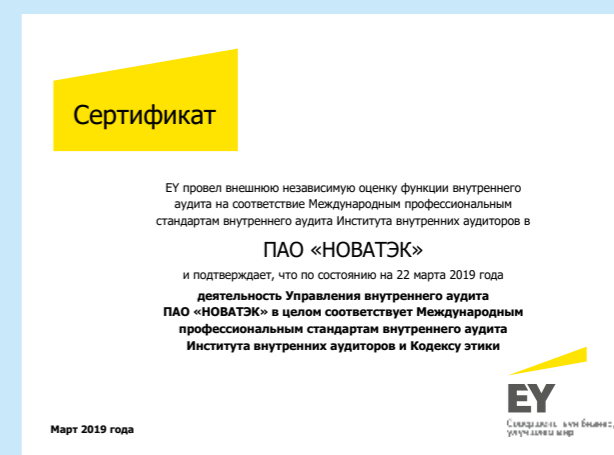 Сертификат
EY провел внешнюю независимую оценку функции внутреннего
аудита на соответствие Международным профессиональным
стандартам внутреннего аудита Института внутренних аудиторов в
ПАО «НОВАТЭК»
и подтверждает, что по состоянию на 22 марта 2019 года
деятельность Управления внутреннего аудита
ПАО «НОВАТЭК» в целом соответствует Международным
профессиональным стандартам внутреннего аудита
Института внутренних аудиторов и Кодексу этики
EY
Март 2019 года